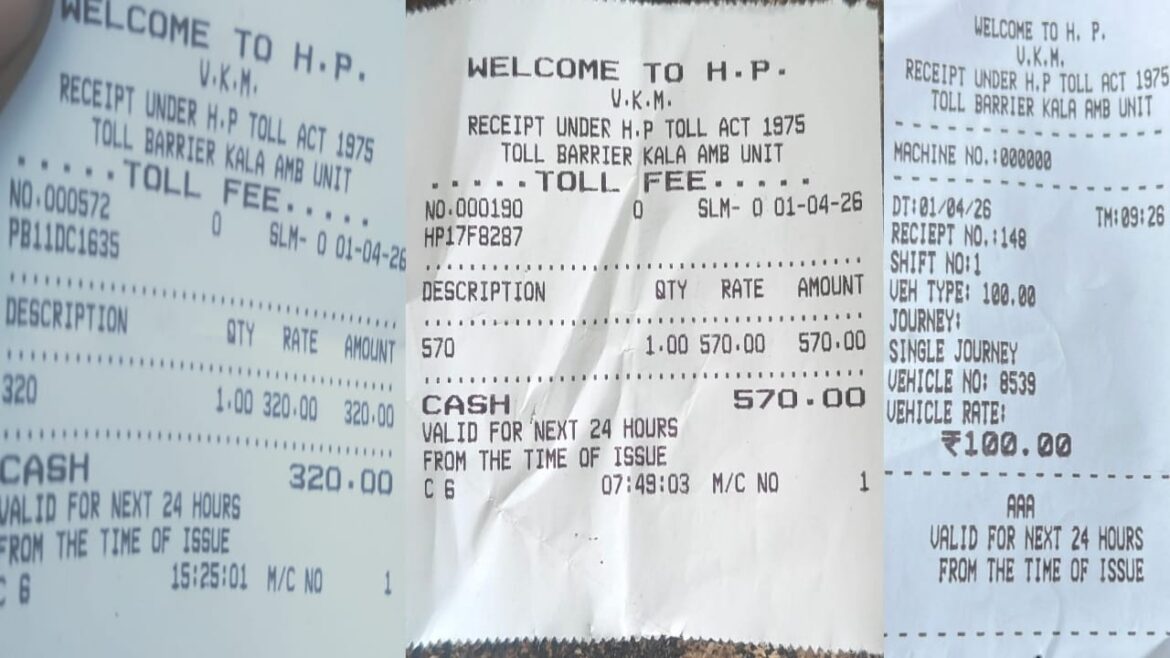 WELCOME TO H.P.
V.K.M.
RECEIPT UNDER H.P TOLL ACT 1975
TOLL BARRIER KALA AMB UNIT
.....TOLL FEE.....
NO.000572 0 SLM- 0 01-04-26
PB11DC1635
DESCRIPTION QTY RATE AMOUNT
320 1.00 320.00 320.00
CASH 320.00
VALID FOR NEXT 24 HOURS
FROM THE TIME OF ISSUE
C 6 15:25:01 M/C NO 1
WELCOME TO H.P.
V.K.M.
RECEIPT UNDER H.P TOLL ACT 1975
TOLL BARRIER KALA AMB UNIT
.....TOLL FEE.....
NO.000190 0 SLM- 0 01-04-26
HP17F8287
DESCRIPTION QTY RATE AMOUNT
570 1.00 570.00 570.00
CASH 570.00
VALID FOR NEXT 24 HOURS
FROM THE TIME OF ISSUE
C 6 07:49:03 M/C NO 1
WELCOME TO H. P.
V.K.M.
RECEIPT UNDER H.P TOLL ACT 1975
TOLL BARRIER KALA AMB UNIT
MACHINE NO.:000000
DT:01/04/26 TM:09:26
RECIEPT NO.:148
SHIFT NO:1
VEH TYPE: 100.00
JOURNEY:
SINGLE JOURNEY
VEHICLE NO: 8539
VEHICLE RATE:
₹100.00
AAA
VALID FOR NEXT 24 HOURS
FROM THE TIME OF ISSUE